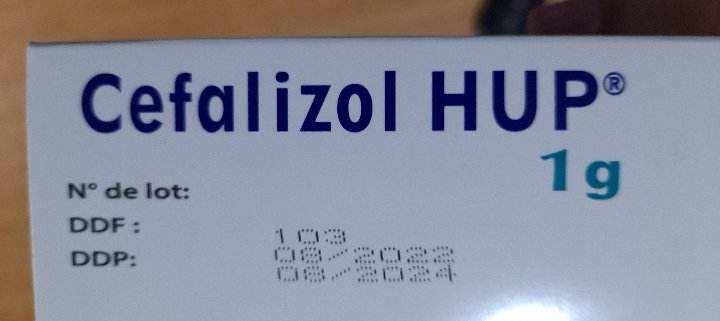 Cefalizol HUP®
1g
N° de lot:
DDF :
DDP:
103
08/2022
08/2024